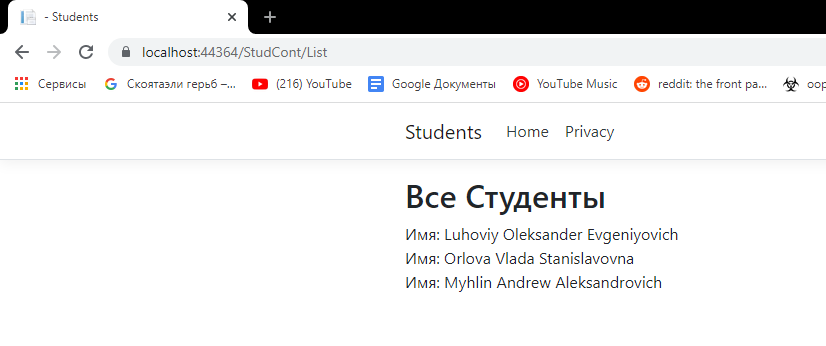 - Students
localhost:44364/StudCont/List
Сервисы Скоятаэли герб –... (216) YouTube Google Документы YouTube Music reddit: the front pa... oop
Students Home Privacy
Все Студенты
Имя: Luhoviy Oleksander Evgeniyovich
Имя: Orlova Vlada Stanislavovna
Имя: Myhlin Andrew Aleksandrovich